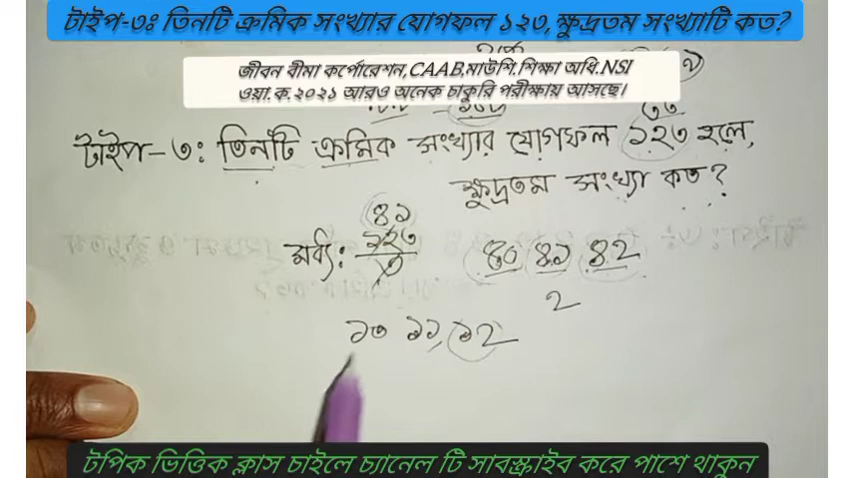 টাইপ-৩ঃ তিনটি ক্রমিক সংখ্যার যোগফল ১২৩, ক্ষুদ্রতম সংখ্যাটি কত?
জীবন বীমা কর্পোরেশন,CAAB,মাউশি,শিক্ষা অধি.NSI
ওয়া.ক.২০২১ আরও অনেক চাকুরি পরীক্ষায় আসছে।
টাইপ-৩ঃ তিনটি ক্রমিক সংখ্যার যোগফল ১২৩ হলে,
ক্ষুদ্রতম সংখ্যা কত?
৪১
মধ্য: ১২৩ ৪০ ৪১ ৪২
৩
২
১১, ১২
টপিক ভিত্তিক ক্লাস চাইলে চ্যানেল টি সাবস্ক্রাইব করে পাশে থাকুন